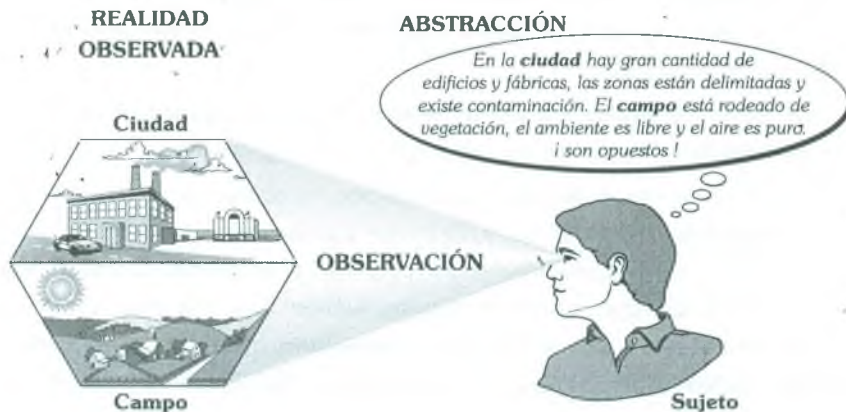 REALIDAD
OBSERVADA
ABSTRACCIÓN
En la ciudad hay gran cantidad de
edificios y fábricas, las zonas están delimitadas y
existe contaminación. El campo está rodeado de
vegetación, el ambiente es libre y el aire es puro.
¡ son opuestos !
Ciudad
OBSERVACIÓN
Campo
Sujeto